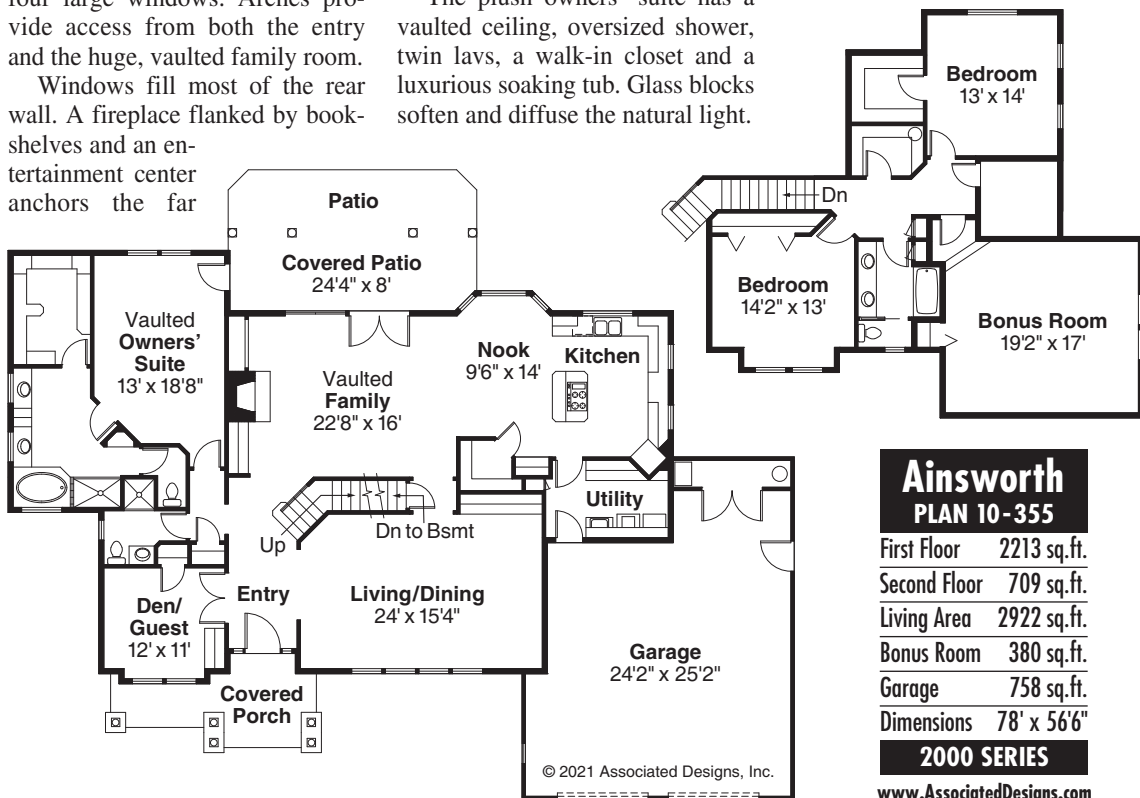 four large windows. Arches pro-
vide access from both the entry
and the huge, vaulted family room.
Windows fill most of the rear
wall. A fireplace flanked by book-
shelves and an en-
tertainment center
anchors the far
The plush owners' suite has a
vaulted ceiling, oversized shower,
twin lavs, a walk-in closet and a
luxurious soaking tub. Glass blocks
soften and diffuse the natural light.
Patio
Covered Patio
24'4" x 8'
Vaulted
Owners'
Suite
13' x 18'8"
Vaulted
Family
22'8" x 16'
Nook
9'6" x 14'
Kitchen
Utility
Up
Dn to Bsmt
Den/
Guest
12' x 11'
Entry
Living/Dining
24' x 15'4"
Garage
24'2" x 25'2"
Covered
Porch
© 2021 Associated Designs, Inc.
Bedroom
13' x 14'
Dn
Bedroom
14'2" x 13'
Bonus Room
19'2" x 17'
Ainsworth
PLAN 10-355
First Floor 2213 sq.ft.
Second Floor 709 sq.ft.
Living Area 2922 sq.ft.
Bonus Room 380 sq.ft.
Garage 758 sq.ft.
Dimensions 78' x 56'6"
2000 SERIES
www.AssociatedDesigns.com